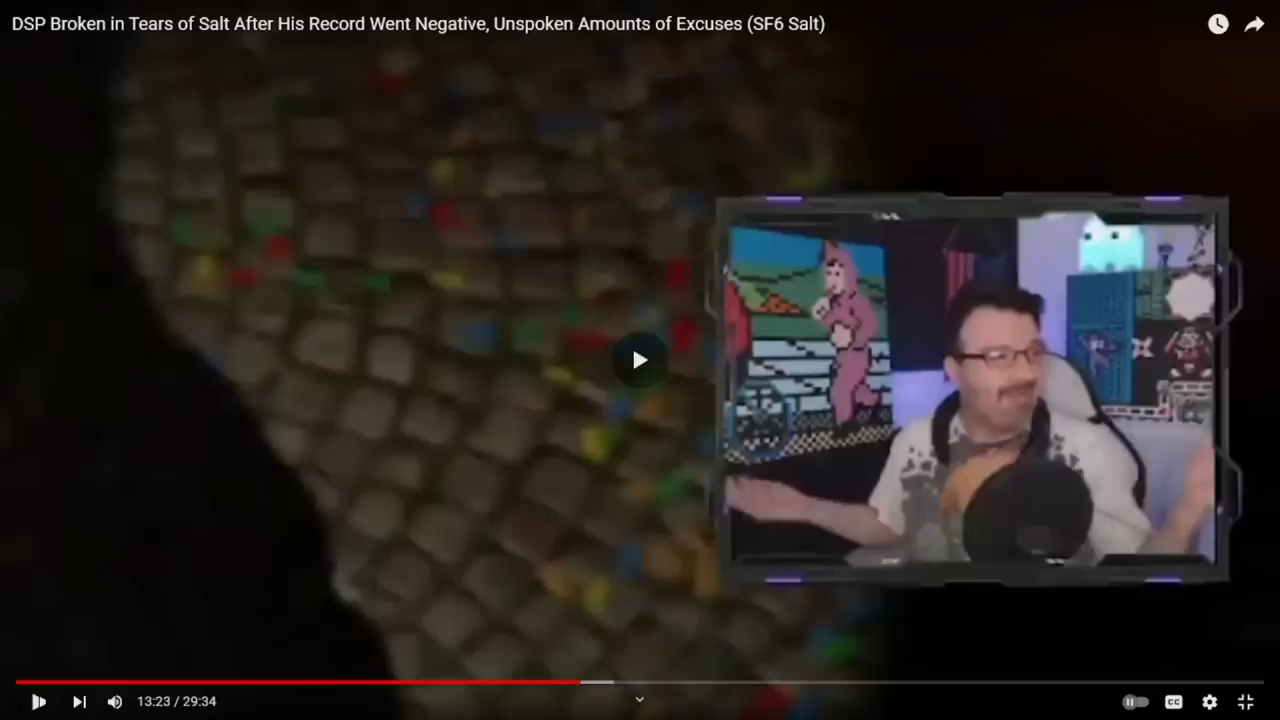 DSP Broken in Tears of Salt After His Record Went Negative, Unspoken Amounts of Excuses (SF6 Salt)
13:23 / 29:34
CC